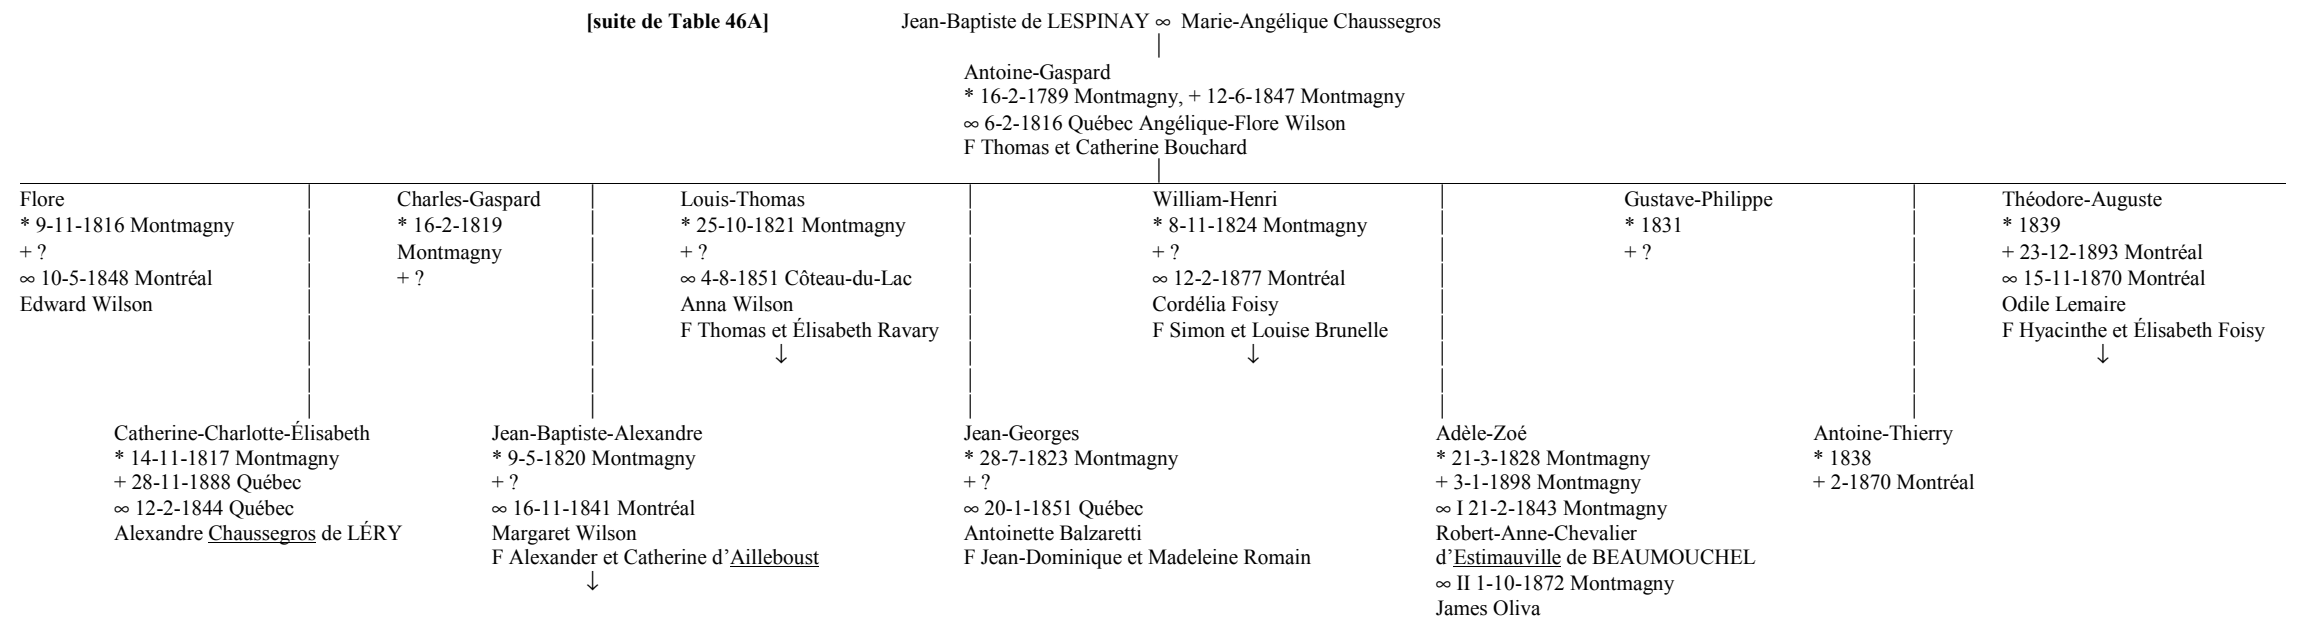 [suite de Table 46A]
Jean-Baptiste de LESPINAY ∞ Marie-Angélique Chaussegros
Antoine-Gaspard
* 16-2-1789 Montmagny, + 12-6-1847 Montmagny
∞ 6-2-1816 Québec Angélique-Flore Wilson
F Thomas et Catherine Bouchard
Flore
* 9-11-1816 Montmagny
+ ?
∞ 10-5-1848 Montréal
Edward Wilson
Charles-Gaspard
* 16-2-1819
Montmagny
+ ?
Louis-Thomas
* 25-10-1821 Montmagny
+ ?
∞ 4-8-1851 Côteau-du-Lac
Anna Wilson
F Thomas et Élisabeth Ravary
↓
William-Henri
* 8-11-1824 Montmagny
+ ?
∞ 12-2-1877 Montréal
Cordélia Foisy
F Simon et Louise Brunelle
↓
Gustave-Philippe
* 1831
+ ?
Théodore-Auguste
* 1839
+ 23-12-1893 Montréal
∞ 15-11-1870 Montréal
Odile Lemaire
F Hyacinthe et Élisabeth Foisy
↓
Catherine-Charlotte-Élisabeth
* 14-11-1817 Montmagny
+ 28-11-1888 Québec
∞ 12-2-1844 Québec
Alexandre Chaussegros de LÉRY
Jean-Baptiste-Alexandre
* 9-5-1820 Montmagny
+ ?
∞ 16-11-1841 Montréal
Margaret Wilson
F Alexander et Catherine d'Ailleboust
↓
Jean-Georges
* 28-7-1823 Montmagny
+ ?
∞ 20-1-1851 Québec
Antoinette Balzaretti
F Jean-Dominique et Madeleine Romain
Adèle-Zoé
* 21-3-1828 Montmagny
+ 3-1-1898 Montmagny
∞ I 21-2-1843 Montmagny
Robert-Anne-Chevalier
d'Estimauville de BEAUMOUCHEL
∞ II 1-10-1872 Montmagny
James Oliva
Antoine-Thierry
* 1838
+ 2-1870 Montréal